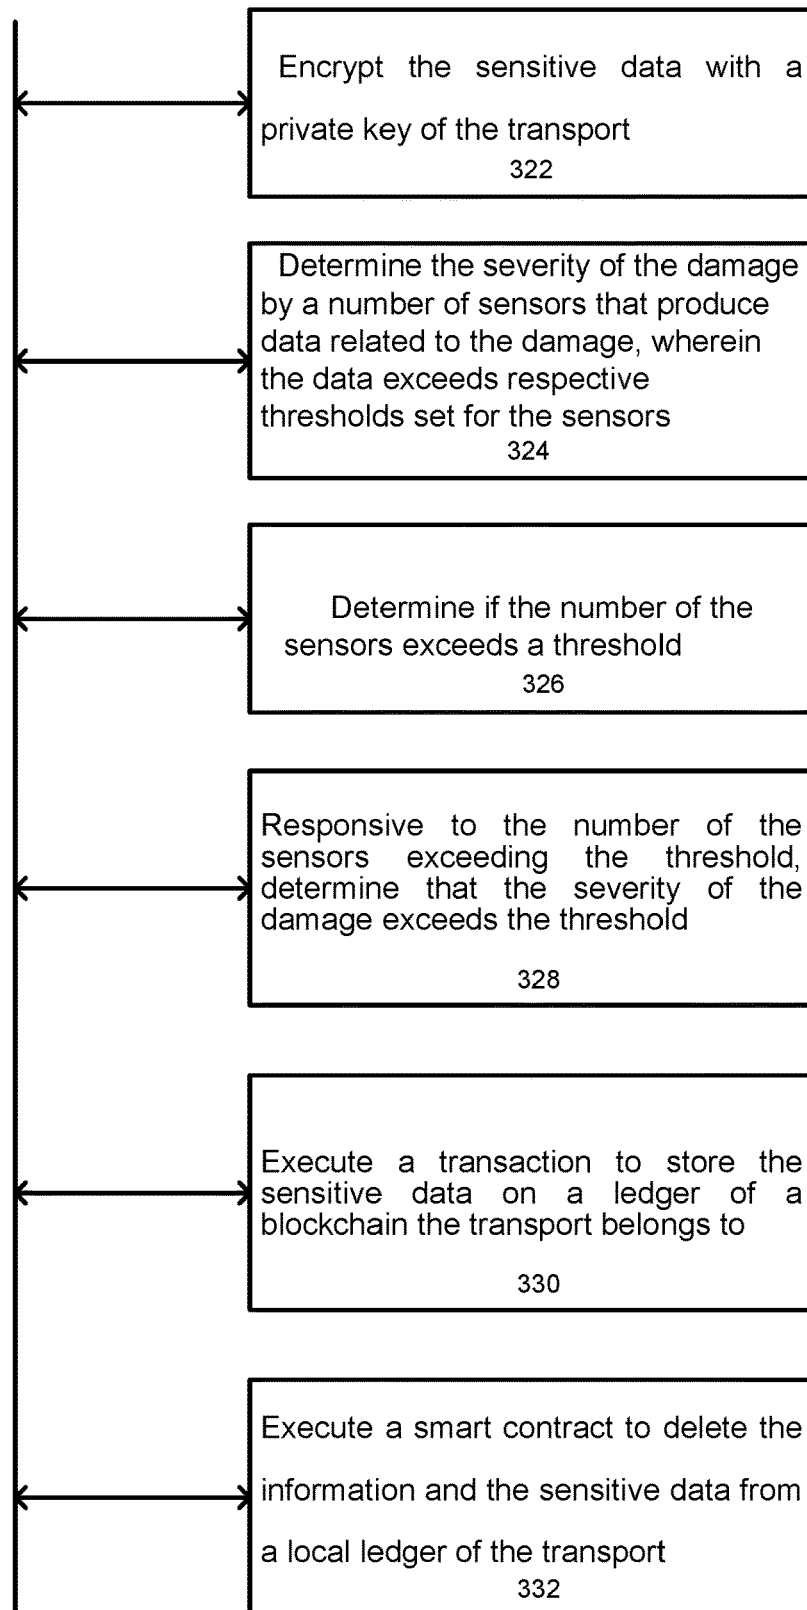 Encrypt the sensitive data with a
private key of the transport
322
Determine the severity of the damage
by a number of sensors that produce
data related to the damage, wherein
the data exceeds respective
thresholds set for the sensors
324
Determine if the number of the
sensors exceeds a threshold
326
Responsive to the number of the
sensors exceeding the threshold,
determine that the severity of the
damage exceeds the threshold
328
Execute a transaction to store the
sensitive data on a ledger of a
blockchain the transport belongs to
330
Execute a smart contract to delete the
information and the sensitive data from
a local ledger of the transport
332